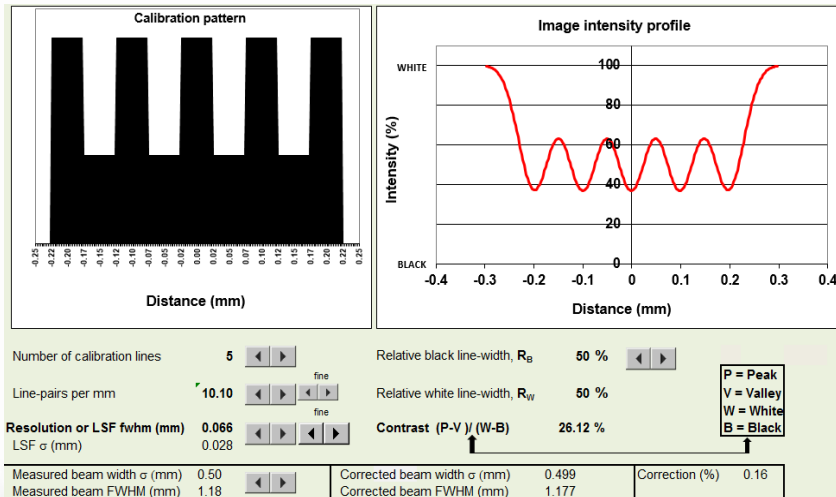 Calibration pattern
-0.25
-0.22
-0.20
-0.17
-0.15
-0.12
-0.10
-0.07
-0.05
-0.02
0.00
0.02
0.05
0.07
0.10
0.12
0.15
0.17
0.20
0.22
0.25
Distance (mm)
Image intensity profile
Intensity (%)
WHITE
BLACK
100
80
60
40
20
0
-0.4 -0.3 -0.2 -0.1 0 0.1 0.2 0.3 0.4
Distance (mm)
Number of calibration lines 5
Relative black line-width, RB 50 %
fine
Line-pairs per mm 10.10
Relative white line-width, RW 50 %
fine
Resolution or LSF fwhm (mm) 0.066
Contrast (P-V )/ (W-B) 26.12 %
LSF σ (mm) 0.028
P = Peak
V = Valley
W = White
B = Black
Measured beam width σ (mm) 0.50
Corrected beam width σ (mm) 0.499
Correction (%) 0.16
Measured beam FWHM (mm) 1.18
Corrected beam FWHM (mm) 1.177